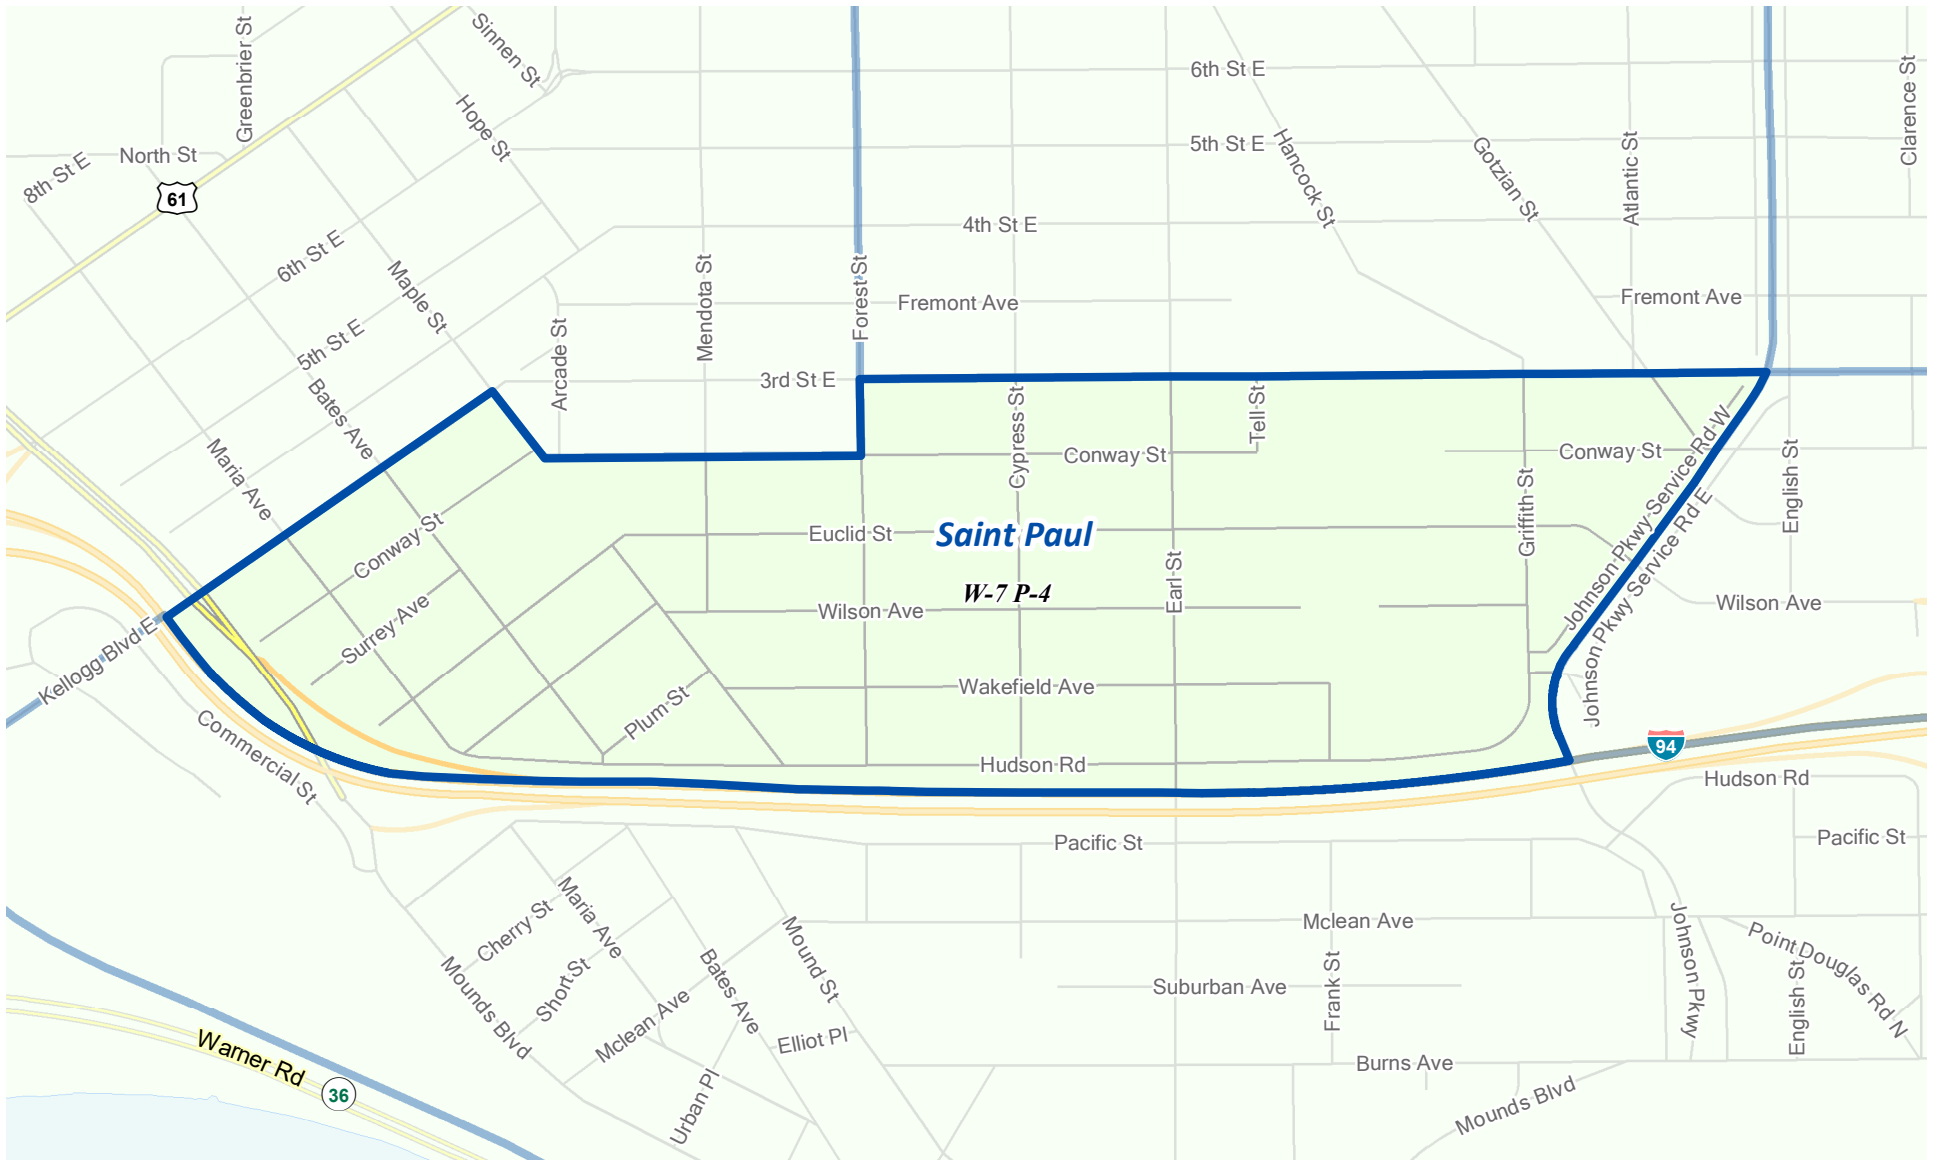 Greenbrier St
Sinnen St
6th St E
Clarence St
Hope St
5th St E
Hancock St
Gotzian St
Atlantic St
North St
8th St E
61
4th St E
6th St E
Maple St
Mendota St
Forest St
Fremont Ave
Fremont Ave
5th St E
Arcade St
3rd St E
Bates Ave
Cypress St
Tell St
Maria Ave
Conway St
Conway St
Johnson Pkwy Service Rd W
English St
Griffith St
Conway St
Euclid St
Saint Paul
Johnson Pkwy Service Rd E
Earl St
W-7 P-4
Surrey Ave
Wilson Ave
Wilson Ave
Kellogg Blvd E
Plum St
Wakefield Ave
Commercial St
94
Hudson Rd
Hudson Rd
Pacific St
Pacific St
Cherry St
Maria Ave
Mclean Ave
Mound St
Johnson Pkwy
Point Douglas Rd N
Mounds Blvd
Short St
Bates Ave
Suburban Ave
Frank St
English St
Mclean Ave
Elliot Pl
Warner Rd
36
Urban Pl
Burns Ave
Mounds Blvd